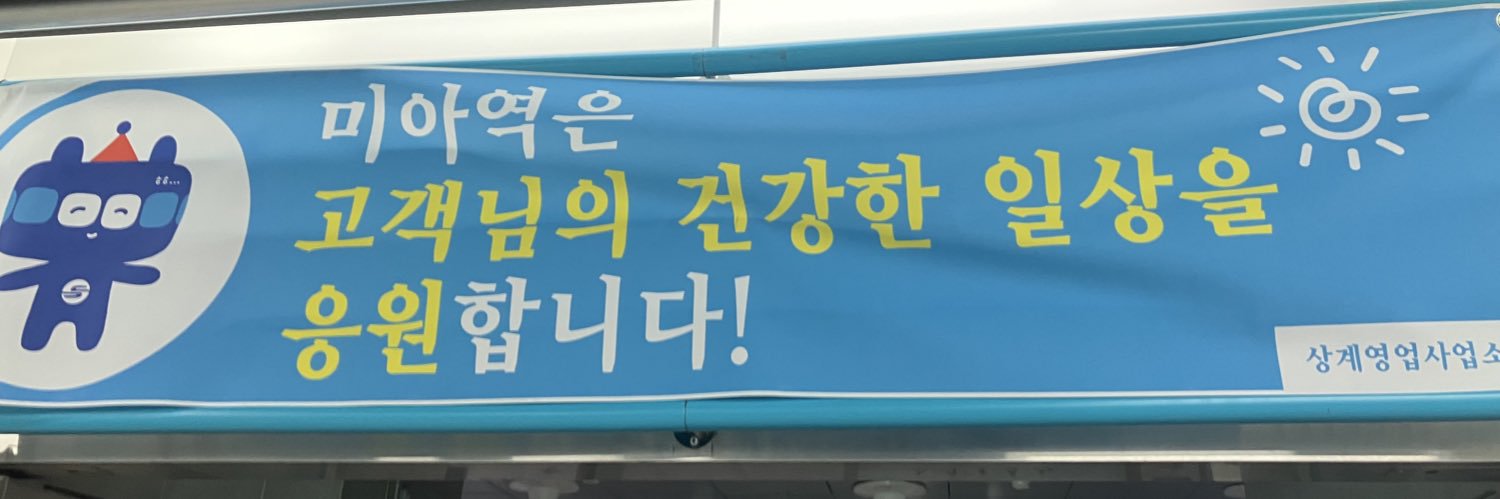 미아역은
고객님의 건강한 일상을
응원합니다!
상계영업사업소
S